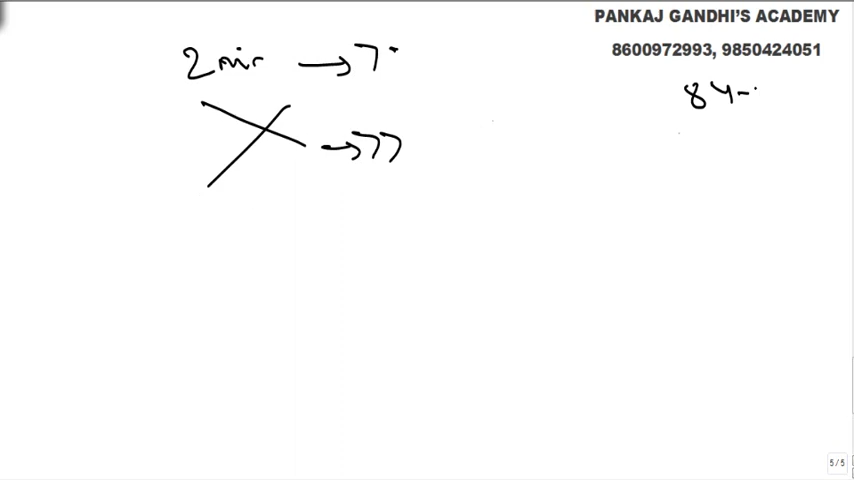 PANKAJ GANDHI'S ACADEMY
8600972993, 9850424051
2 min → 7
84-
X → 77
5/5